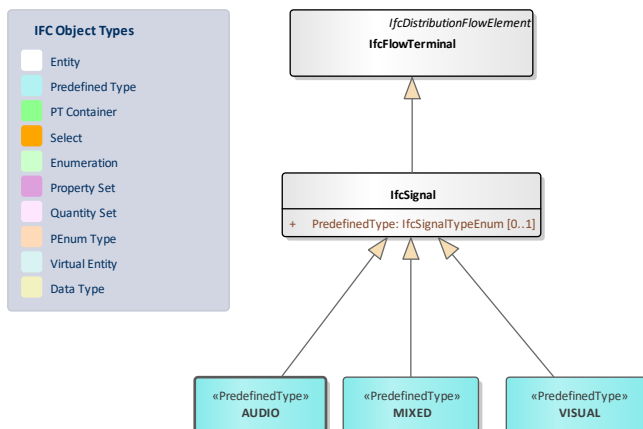 IFC Object Types
Entity
Predefined Type
PT Container
Select
Enumeration
Property Set
Quantity Set
PEnum Type
Virtual Entity
Data Type
IfcDistributionFlowElement
IfcFlowTerminal
IfcSignal
+ PredefinedType: IfcSignalTypeEnum [0..1]
«PredefinedType»
AUDIO
«PredefinedType»
MIXED
«PredefinedType»
VISUAL